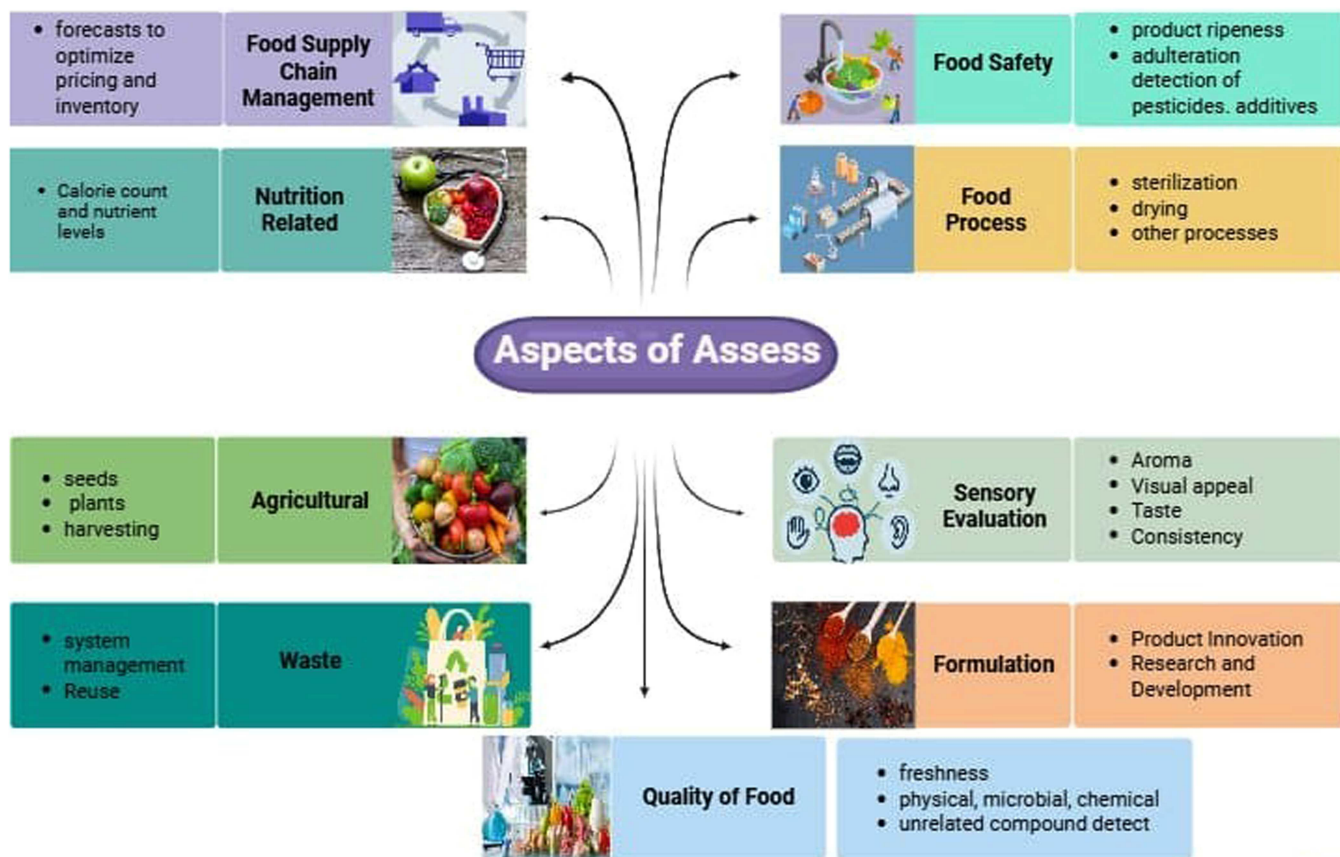 • forecasts to
optimize
pricing and
inventory
Food Supply
Chain
Management
Food Safety
• product ripeness
• adulteration
detection of
pesticides. additives
• Calorie count
and nutrient
levels
Nutrition
Related
Food
Process
• sterilization
• drying
• other processes
Aspects of Assess
• seeds
• plants
• harvesting
Agricultural
Sensory
Evaluation
• Aroma
• Visual appeal
• Taste
• Consistency
• system
management
• Reuse
Waste
Formulation
• Product Innovation
• Research and
Development
Quality of Food
• freshness
• physical, microbial, chemical
• unrelated compound detect